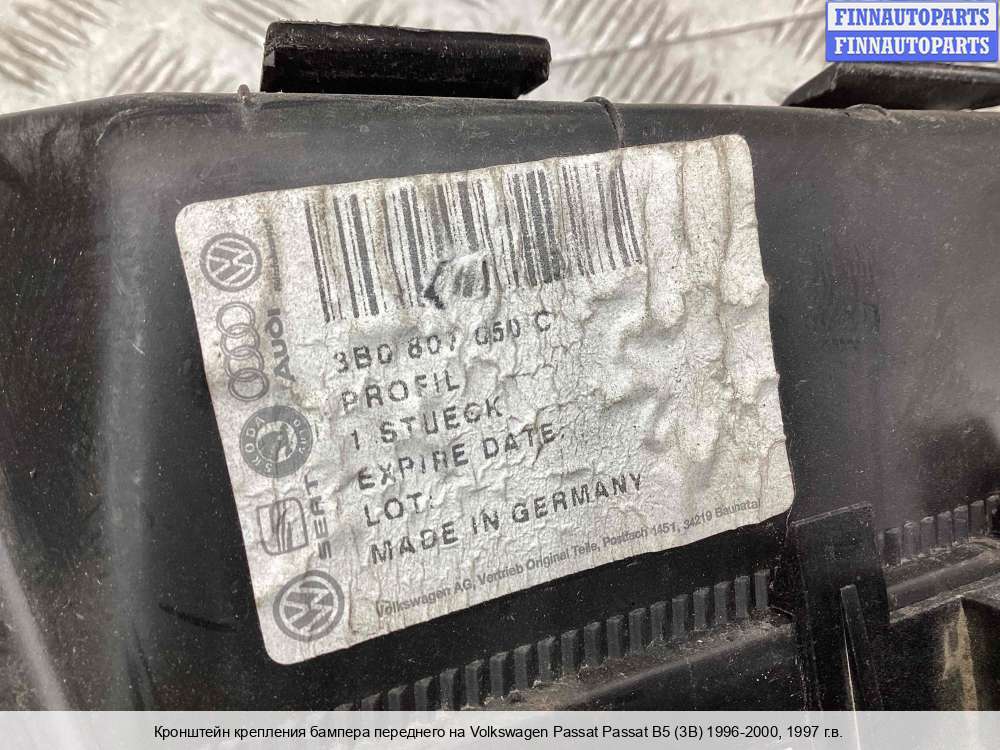 FINNAUTOPARTS
FINNAUTOPARTS
AUDI
SKODA
AUTO
SEAT
3B0 807 050 C
PROFIL
1 STUECK
EXPIRE DATE:
LOT:
MADE IN GERMANY
Volkswagen AG, Vertrieb Original Teile, Postfach 1451, 34219 Baunatal
Кронштейн крепления бампера переднего на Volkswagen Passat Passat B5 (3B) 1996-2000, 1997 г.в.